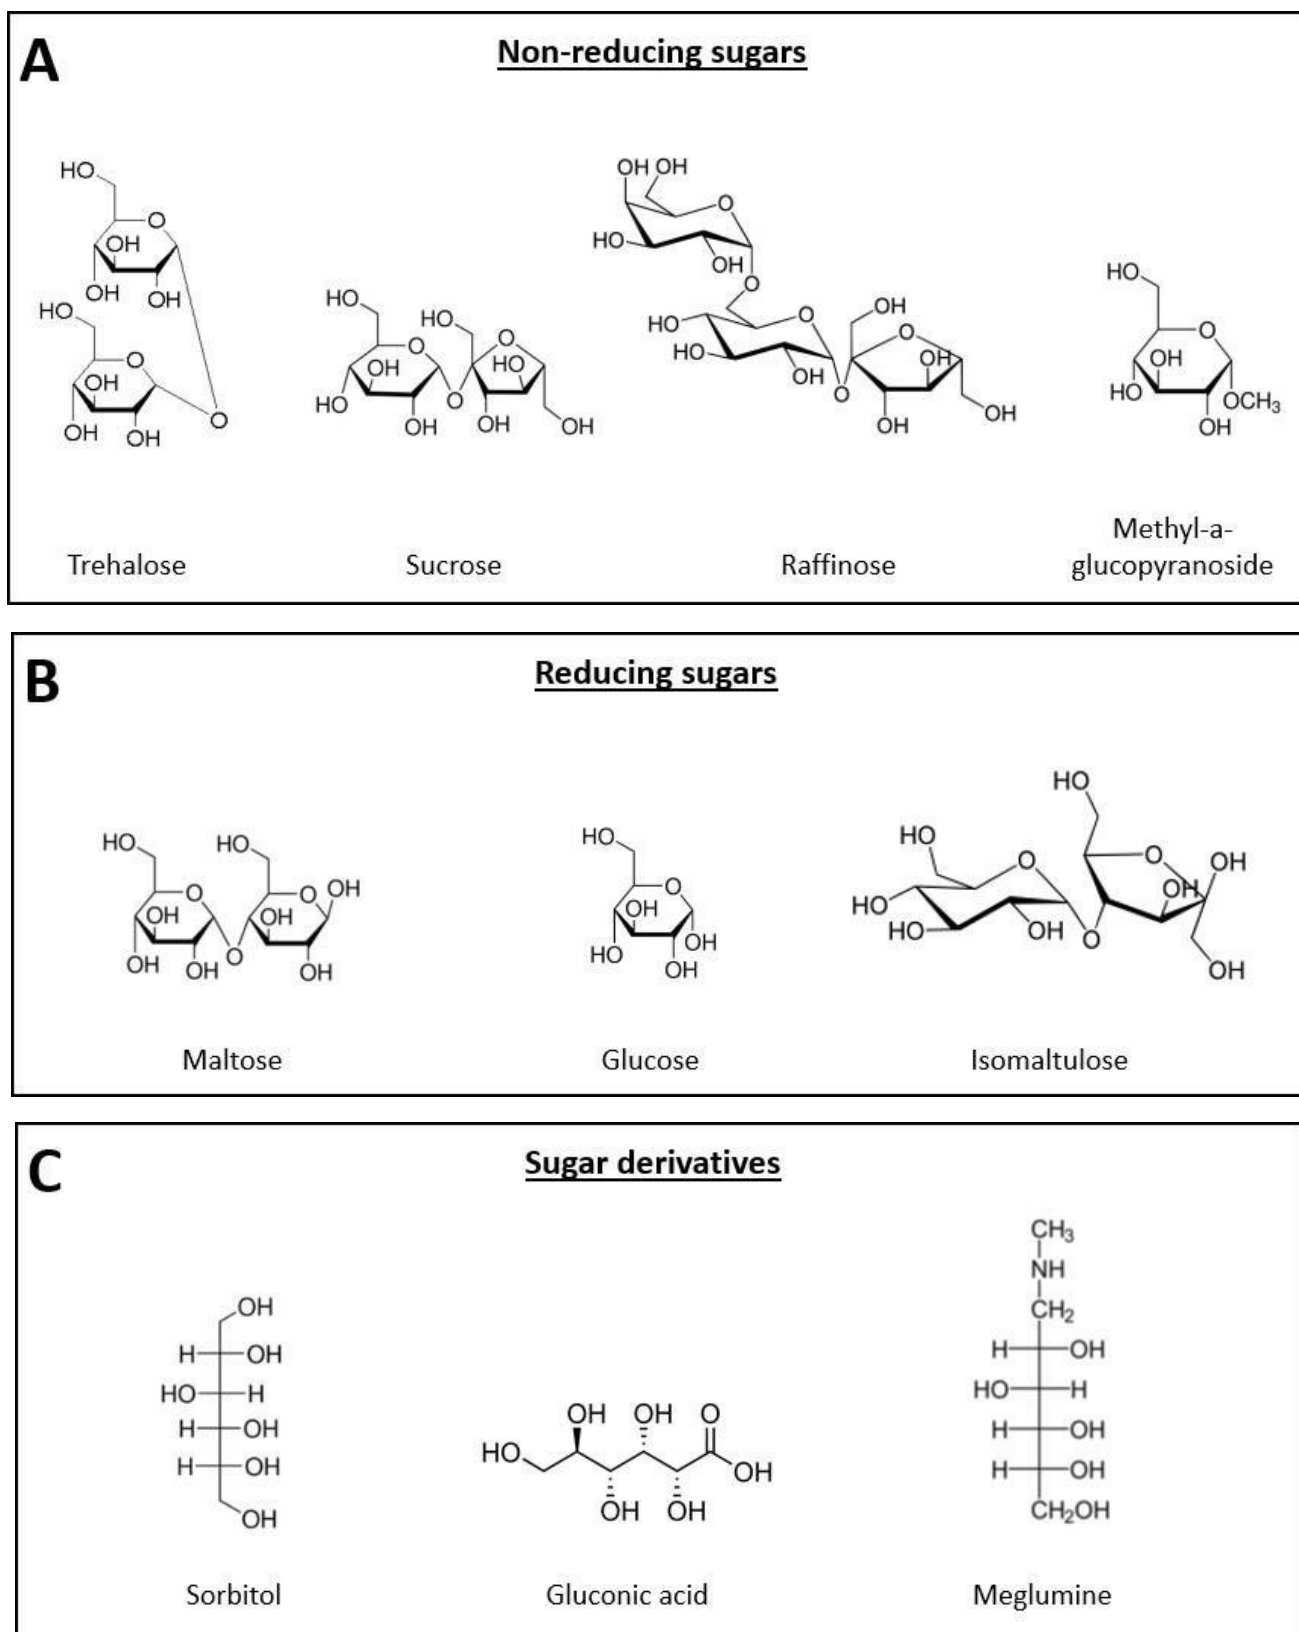 A
Non-reducing sugars
HO
O
OH
OH
OH
HO
O
OH
OH
OH
O
HO
O
OH
HO
OH
O
HO
O
HO
OH
OH
OH OH
O
HO
OH
O
HO
O
HO
OH
O
OH
O
OH
OH
OH
HO
O
OH
HO
OCH3
OH
Trehalose
Sucrose
Raffinose
Methyl-a-
glucopyranoside
B
Reducing sugars
HO
O
OH
OH
OH
O
HO
O
OH
OH
OH
HO
O
OH
HO
OH
OH
HO
O
HO
HO
OH
O
HO
O
OH
OH
OH
Maltose
Glucose
Isomaltulose
C
Sugar derivatives
OH
H OH
HO H
H OH
H OH
OH
OH OH O
HO
OH
OH OH
CH3
NH
CH2
H OH
HO H
H OH
H OH
CH2OH
Sorbitol
Gluconic acid
Meglumine